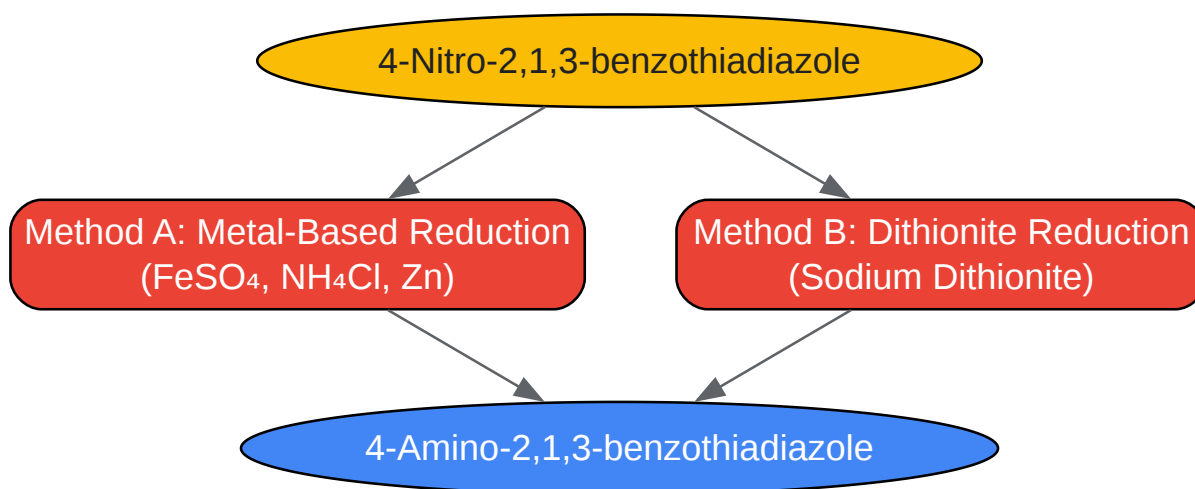 4-Nitro-2,1,3-benzothiadiazole
Method A: Metal-Based Reduction
(FeSO₄, NH₄Cl, Zn)
Method B: Dithionite Reduction
(Sodium Dithionite)
4-Amino-2,1,3-benzothiadiazole